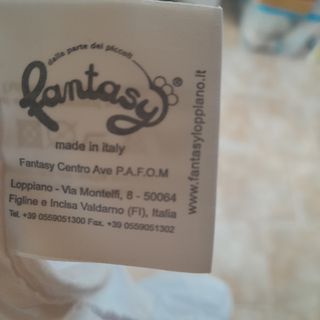 dalla parte dei piccoli
fantasy®
made in italy
Fantasy Centro Ave P.A.F.O.M
Loppiano - Via Montelfi, 8 - 50064
Figline e Incisa Valdarno (FI), Italia
Tel. +39 0559051300 Fax. +39 0559051302
www.fantasyloppiano.it